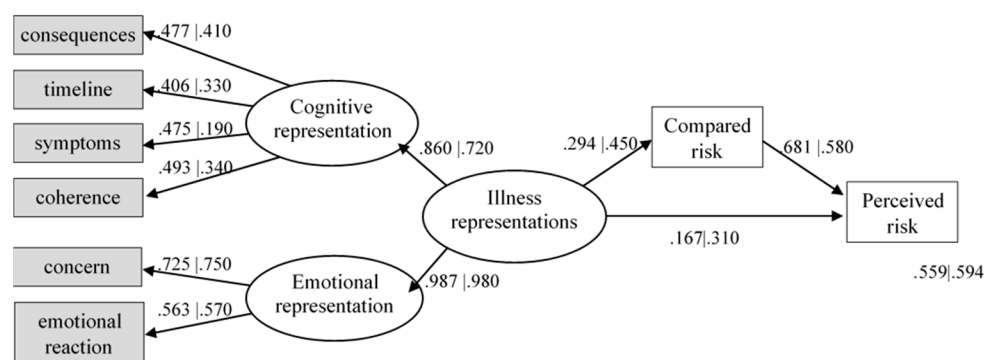 consequences
.477 |.410
timeline
.406 |.330
symptoms
.475 |.190
coherence
.493 |.340
Cognitive
representation
.860 |.720
.294 |.450
Compared
risk
.681 |.580
Illness
representations
Perceived
risk
.167|.310
.559|.594
concern
.725 |.750
emotional
reaction
.563 |.570
Emotional
representation
.987 |.980